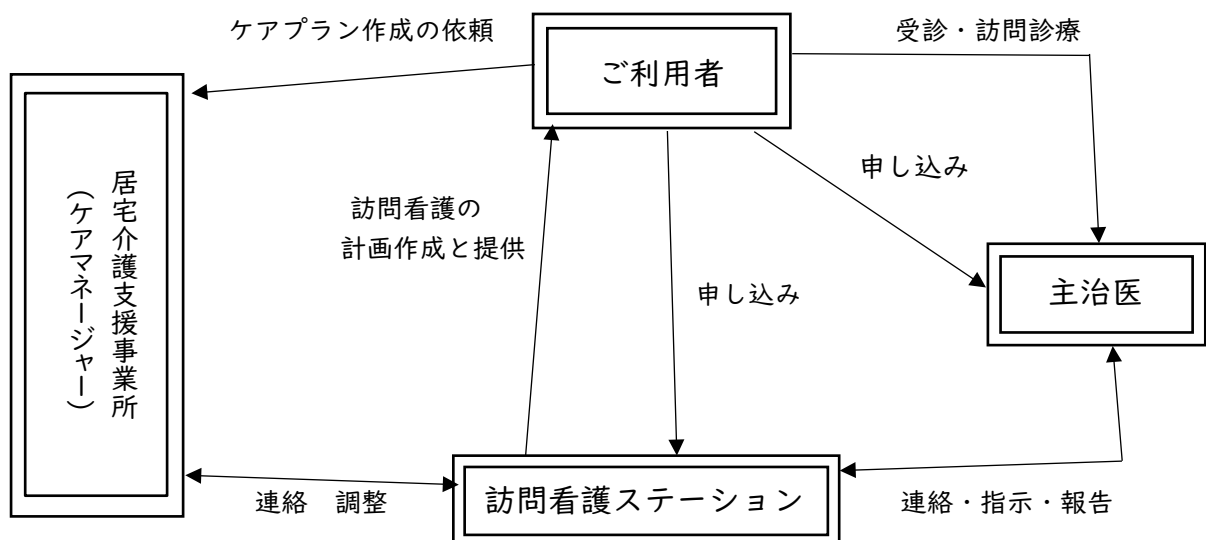 ケアプラン作成の依頼
受診・訪問診療
ご利用者
居宅介護支援事業所
(ケアマネージャー)
訪問看護の
計画作成と提供
申し込み
申し込み
主治医
連絡　調整
訪問看護ステーション
連絡・指示・報告